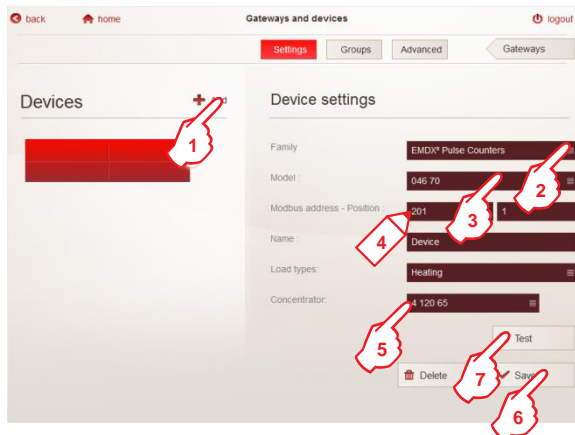 back home Gateways and devices logout
Settings Groups Advanced Gateways
Devices Add Device settings
1
Family EMDX³ Pulse Counters
Model : 046 70
2
Modbus address - Position : 201 1
3
4
Name : Device
Load types: Heating
Concentrator: 4 120 65
5
Test
Delete 7 Save
6